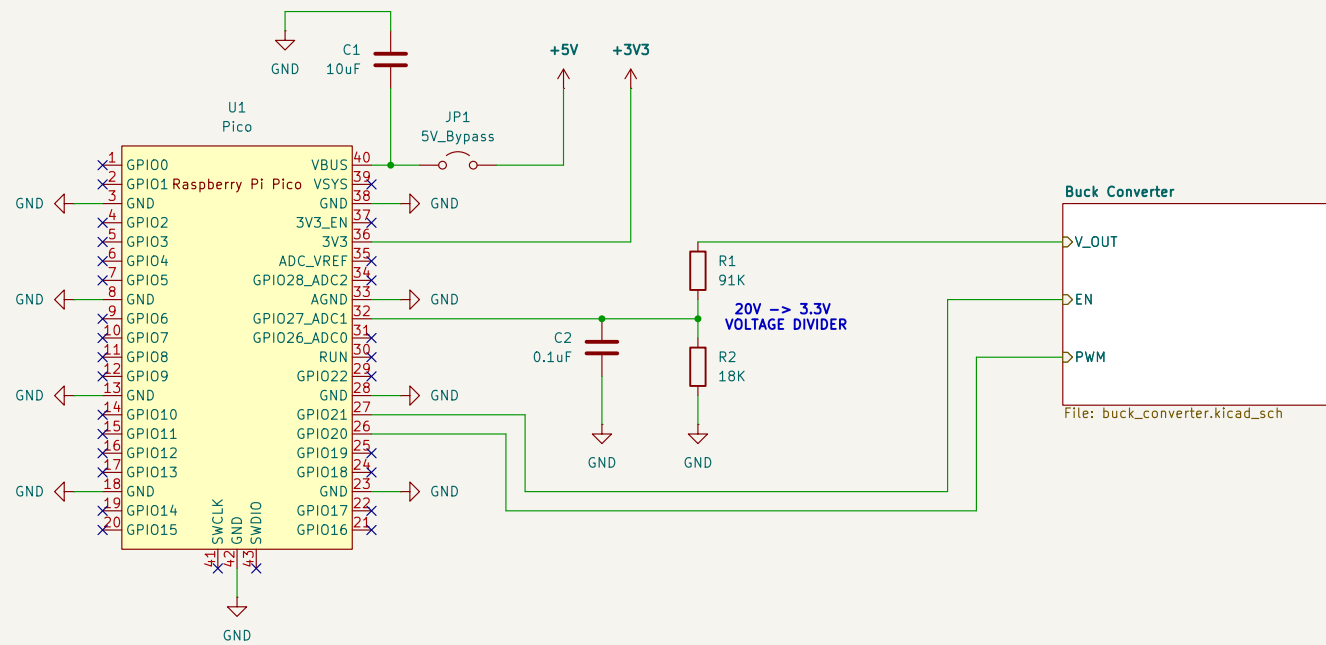 C1
10uF
GND
+5V
+3V3
U1
Pico
JP1
5V_Bypass
Raspberry Pi Pico
1 GPIO0
2 GPIO1
GND 3 GND
4 GPIO2
5 GPIO3
6 GPIO4
7 GPIO5
GND 8 GND
9 GPIO6
10 GPIO7
11 GPIO8
12 GPIO9
GND 13 GND
14 GPIO10
15 GPIO11
16 GPIO12
17 GPIO13
GND 18 GND
19 GPIO14
20 GPIO15
VBUS 40
VSYS 39
GND 38 GND
3V3_EN 37
3V3 36
ADC_VREF 35
GPIO28_ADC2 34
AGND 33 GND
GPIO27_ADC1 32
GPIO26_ADC0 31
RUN 30
GPIO22 29
GND 28 GND
GPIO21 27
GPIO20 26
GPIO19 25
GPIO18 24
GND 23 GND
GPIO17 22
GPIO16 21
SWCLK 41
GND 42
SWDIO 43
GND
C2
0.1uF
GND
R1
91K
20V -> 3.3V
VOLTAGE DIVIDER
R2
18K
GND
Buck Converter
V_OUT
EN
PWM
File: buck_converter.kicad_sch